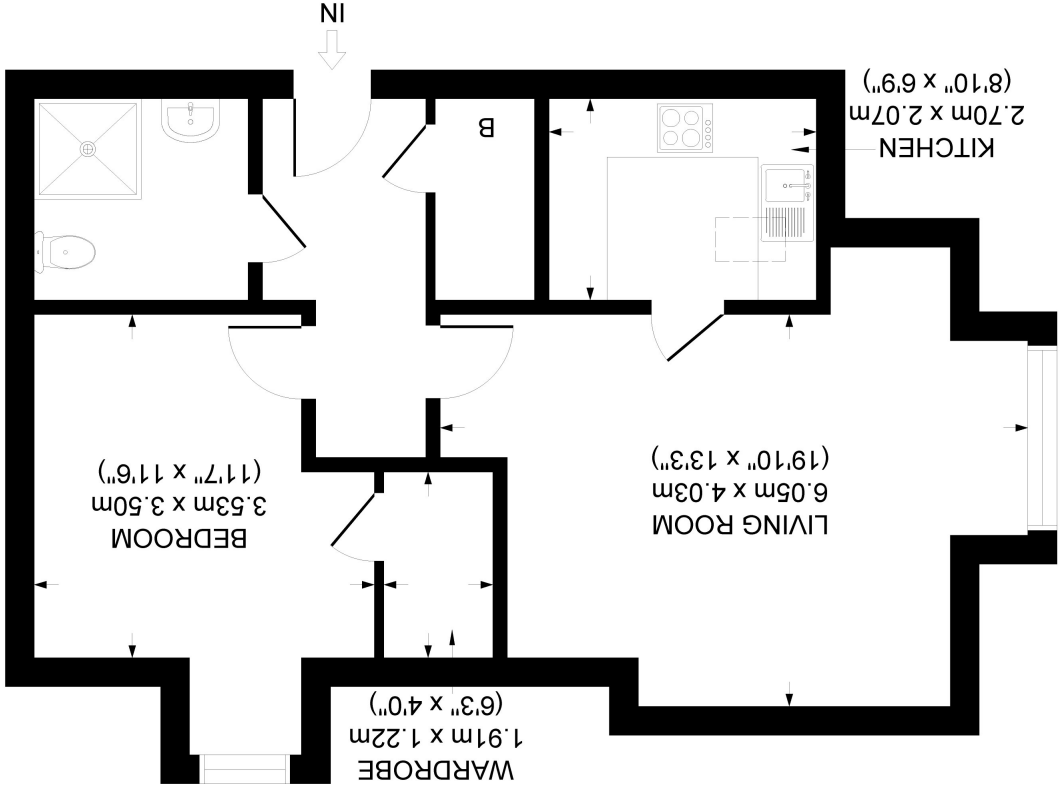 WARDROBE
1.91m x 1.22m
(6'3" x 4'0")
BEDROOM
3.53m x 3.50m
(11'7" x 11'6")
LIVING ROOM
6.05m x 4.03m
(19'10" x 13'3")
KITCHEN
2.70m x 2.07m
(8'10" x 6'9")
B
IN